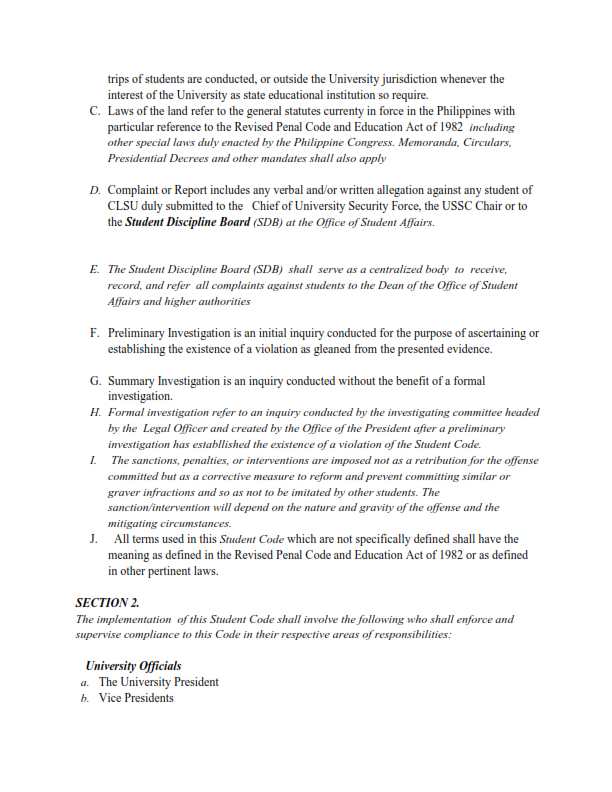 trips of students are conducted, or outside the University jurisdiction whenever the
interest of the University as state educational institution so require.
C. Laws of the land refer to the general statutes currenty in force in the Philippines with
particular reference to the Revised Penal Code and Education Act of 1982 including
other special laws duly enacted by the Philippine Congress. Memoranda, Circulars,
Presidential Decrees and other mandates shall also apply
D. Complaint or Report includes any verbal and/or written allegation against any student of
CLSU duly submitted to the Chief of University Security Force, the USSC Chair or to
the Student Discipline Board (SDB) at the Office of Student Affairs.
E. The Student Discipline Board (SDB) shall serve as a centralized body to receive,
record, and refer all complaints against students to the Dean of the Office of Student
Affairs and higher authorities
F. Preliminary Investigation is an initial inquiry conducted for the purpose of ascertaining or
establishing the existence of a violation as gleaned from the presented evidence.
G. Summary Investigation is an inquiry conducted without the benefit of a formal
investigation.
H. Formal investigation refer to an inquiry conducted by the investigating committee headed
by the Legal Officer and created by the Office of the President after a preliminary
investigation has establlished the existence of a violation of the Student Code.
I. The sanctions, penalties, or interventions are imposed not as a retribution for the offense
committed but as a corrective measure to reform and prevent committing similar or
graver infractions and so as not to be imitated by other students. The
sanction/intervention will depend on the nature and gravity of the offense and the
mitigating circumstances.
J. All terms used in this Student Code which are not specifically defined shall have the
meaning as defined in the Revised Penal Code and Education Act of 1982 or as defined
in other pertinent laws.
SECTION 2.
The implementation of this Student Code shall involve the following who shall enforce and
supervise compliance to this Code in their respective areas of responsibilities:
University Officials
a. The University President
b. Vice Presidents